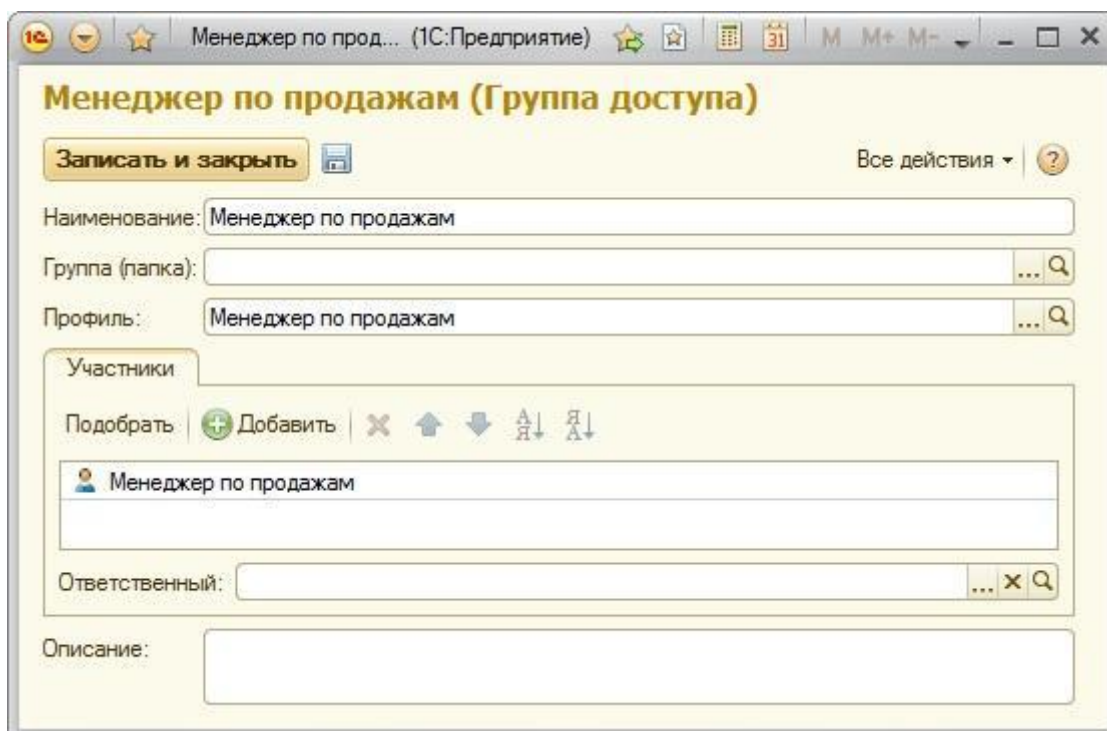 Менеджер по прод... (1С:Предприятие) 31 M M+ M-
Менеджер по продажам (Группа доступа)
Записать и закрыть Все действия ?
Наименование: Менеджер по продажам
Группа (папка): ...
Профиль: Менеджер по продажам ...
Участники
Подобрать Добавить А Я Я А
Менеджер по продажам
Ответственный: ...
Описание: